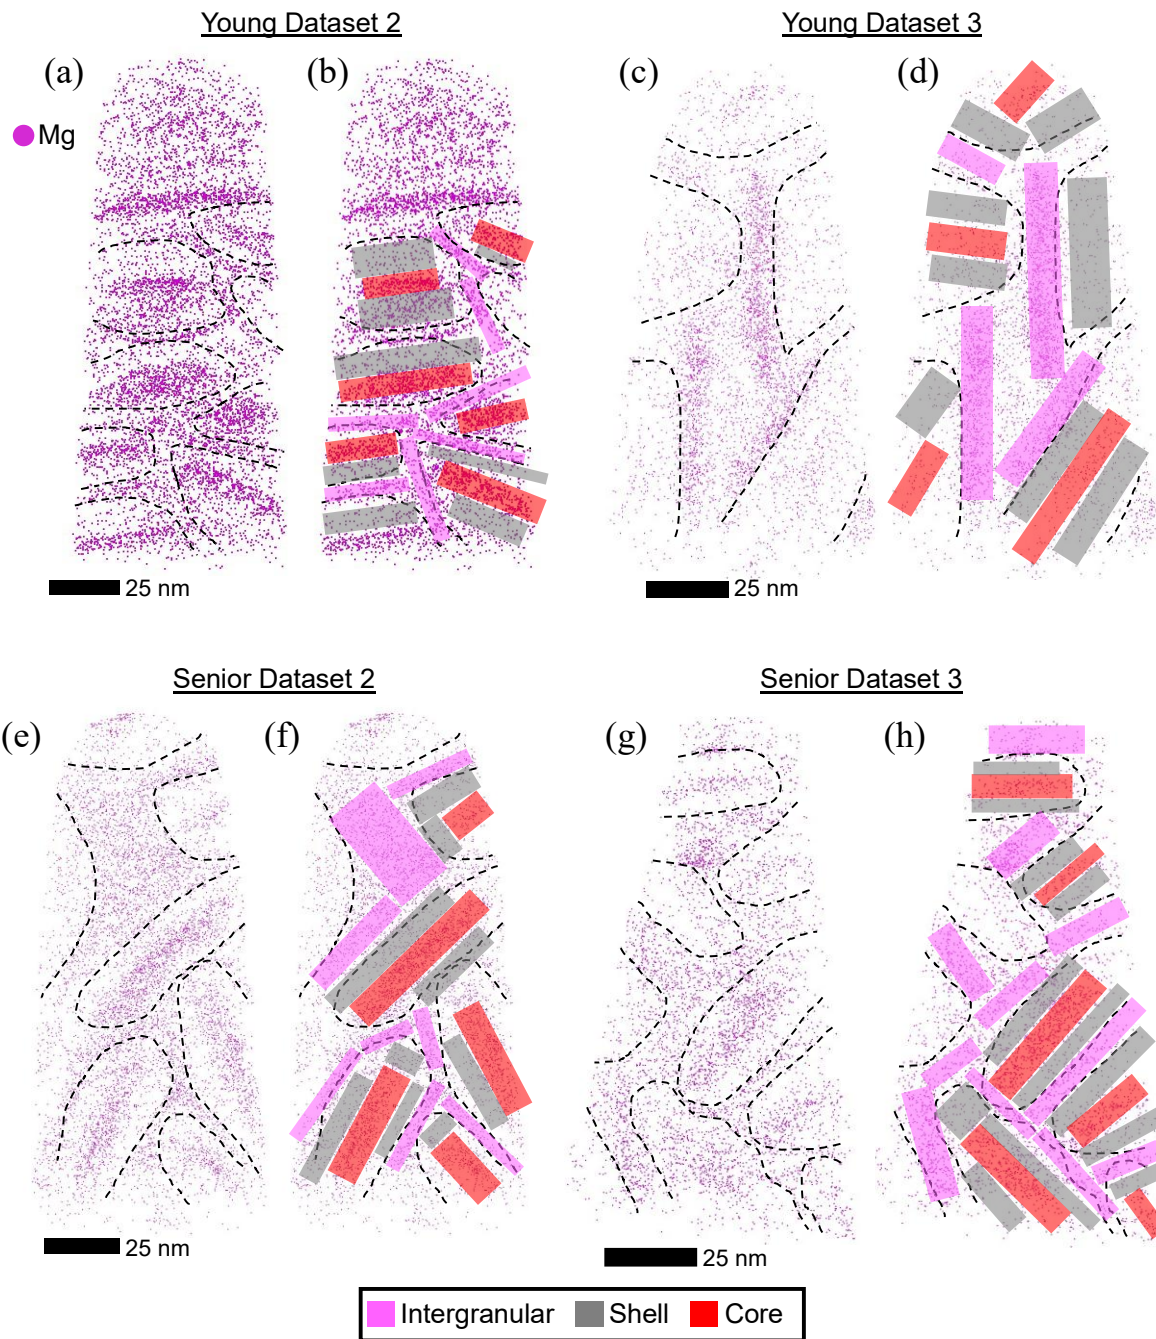 Young Dataset 2
Young Dataset 3
(a)
(b)
(c)
(d)
Mg
25 nm
25 nm
Senior Dataset 2
Senior Dataset 3
(e)
(f)
(g)
(h)
25 nm
25 nm
Intergranular
Shell
Core